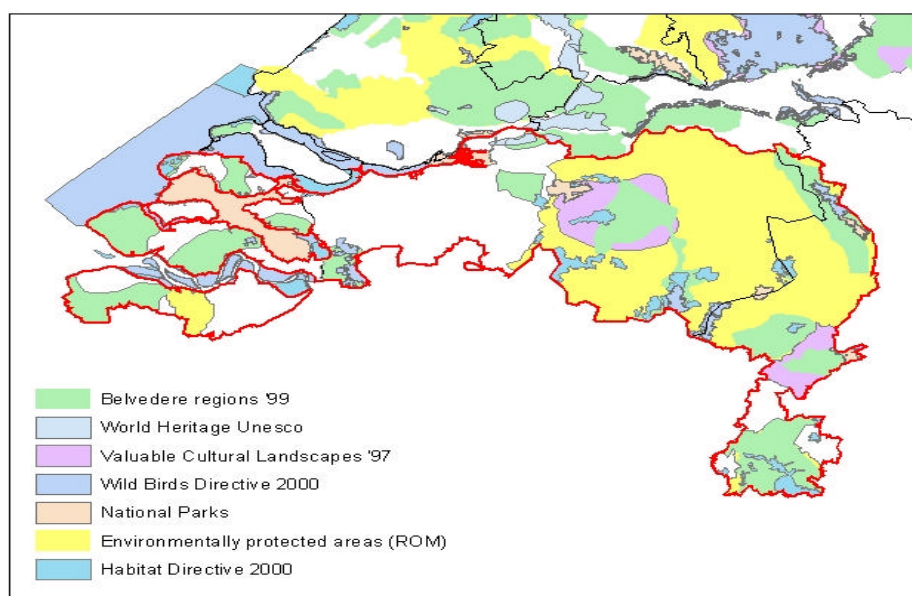 Belvedere regions '99
World Heritage Unesco
Valuable Cultural Landscapes '97
Wild Birds Directive 2000
National Parks
Environmentally protected areas (ROM)
Habitat Directive 2000